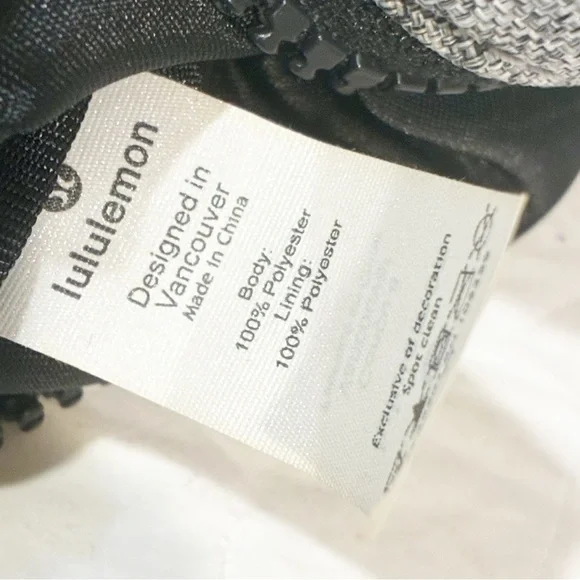 lululemon
Designed in
Vancouver
Made in China
Body:
100% Polyester
Lining:
100% Polyester
Exclusive of decoration
Spot clean